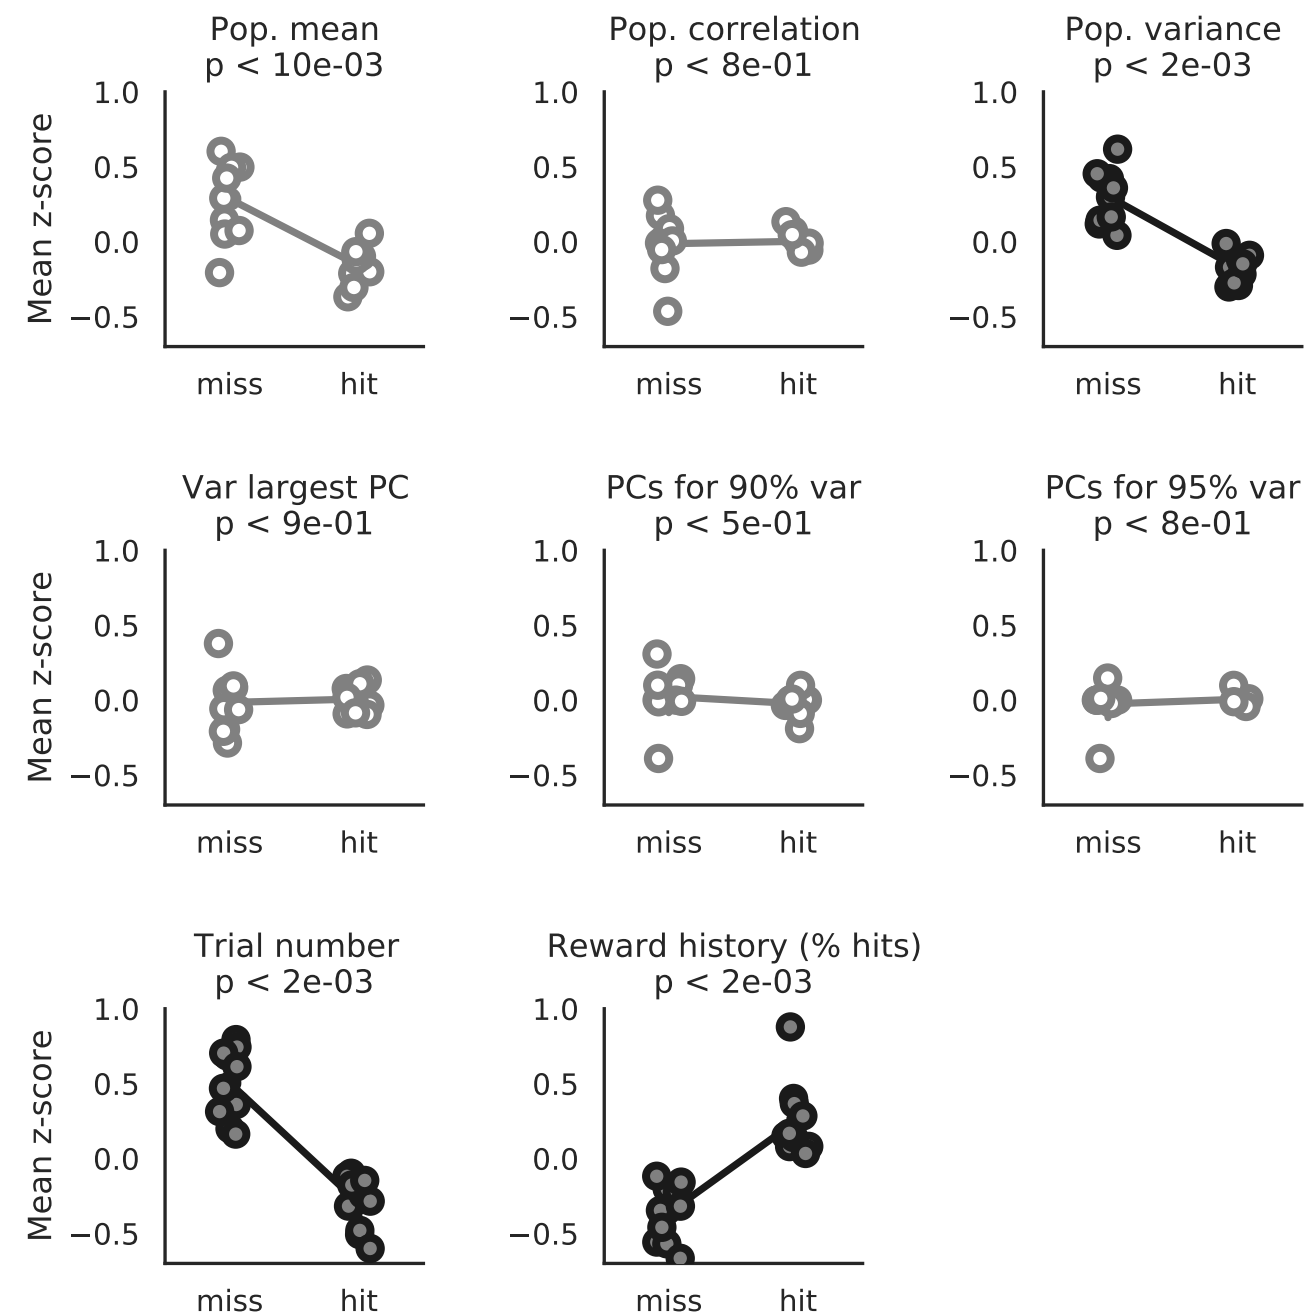 Pop. mean
p < 10e-03
Pop. correlation
p < 8e-01
Pop. variance
p < 2e-03
Mean z-score
1.0
0.5
0.0
−0.5
miss hit
1.0
0.5
0.0
−0.5
miss hit
1.0
0.5
0.0
−0.5
miss hit
Var largest PC
p < 9e-01
PCs for 90% var
p < 5e-01
PCs for 95% var
p < 8e-01
Mean z-score
1.0
0.5
0.0
−0.5
miss hit
1.0
0.5
0.0
−0.5
miss hit
1.0
0.5
0.0
−0.5
miss hit
Trial number
p < 2e-03
Reward history (% hits)
p < 2e-03
Mean z-score
1.0
0.5
0.0
−0.5
miss hit
1.0
0.5
0.0
−0.5
miss hit